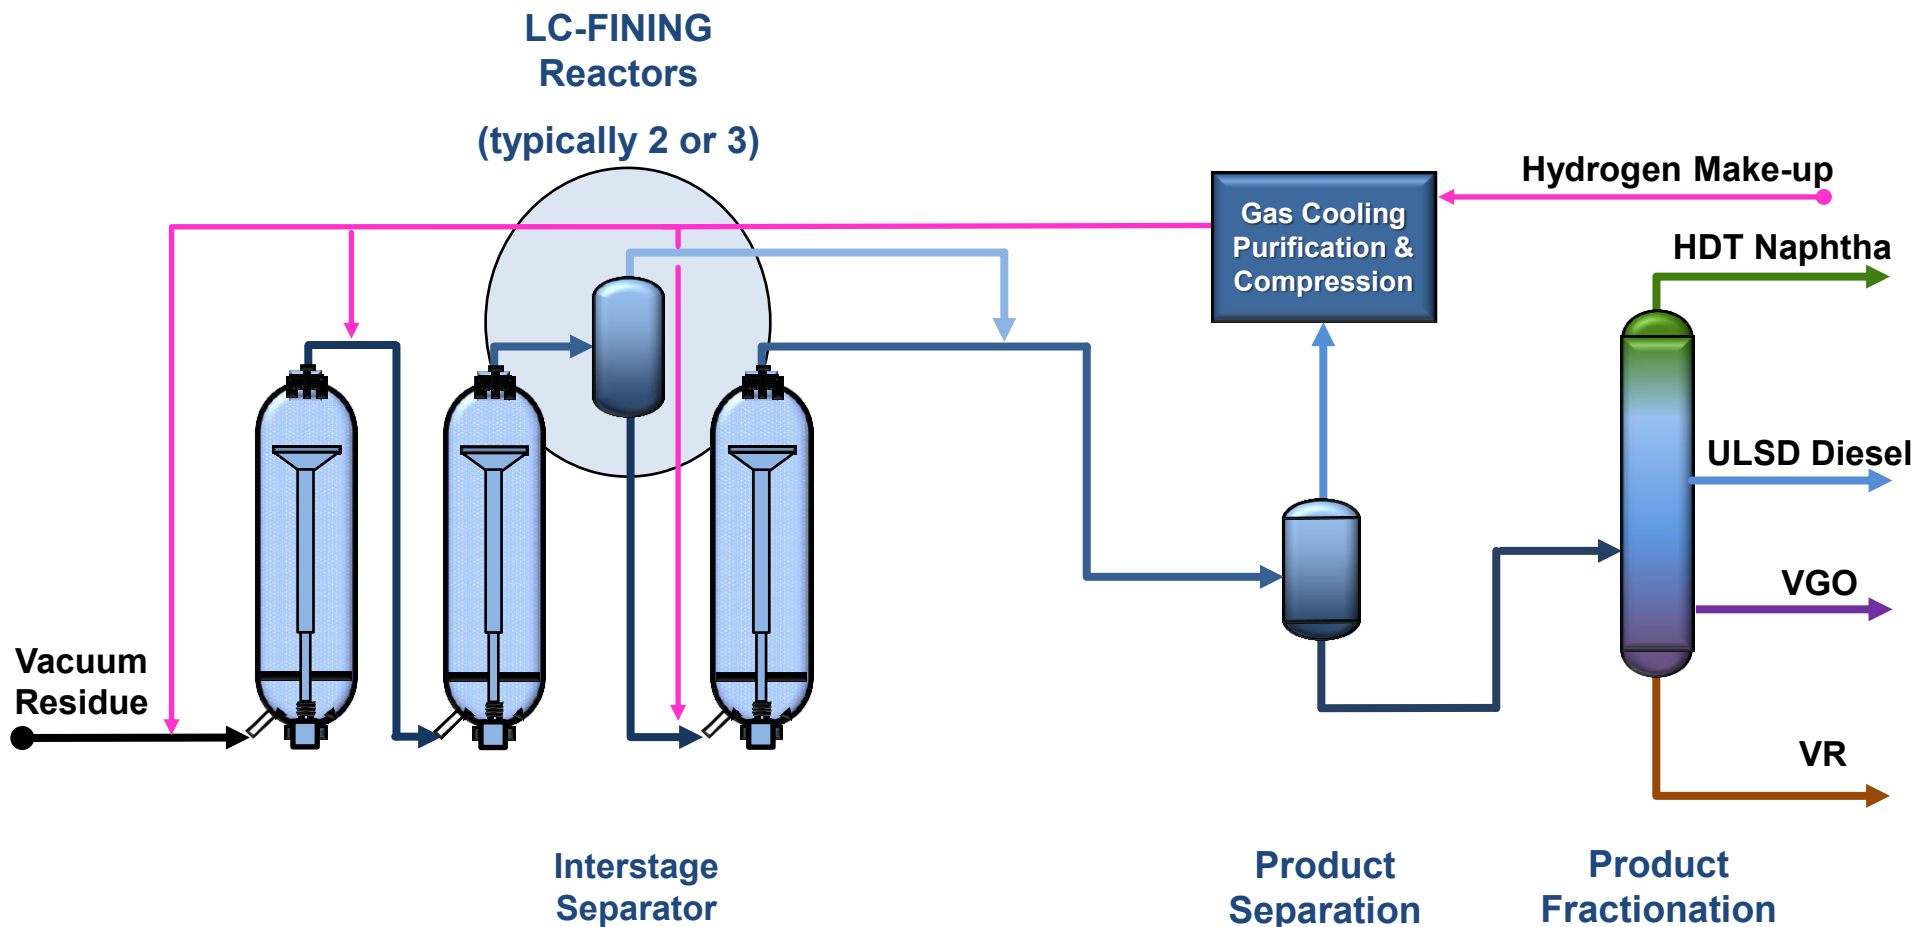 LC-FINING
Reactors
(typically 2 or 3)
Hydrogen Make-up
Gas Cooling
Purification &
Compression
HDT Naphtha
ULSD Diesel
VGO
Vacuum
Residue
VR
Interstage
Separator
Product
Separation
Product
Fractionation